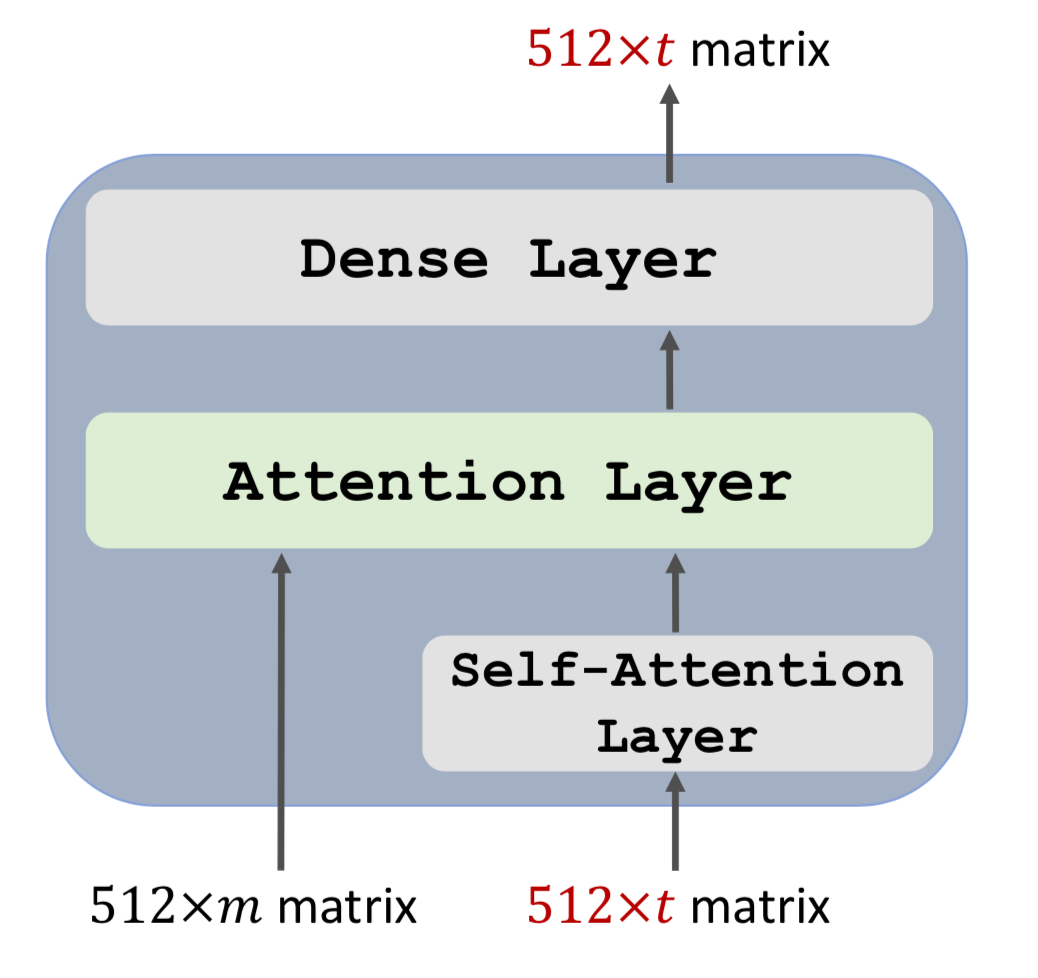 512×t matrix
Dense Layer
Attention Layer
Self-Attention
Layer
512×m matrix
512×t matrix